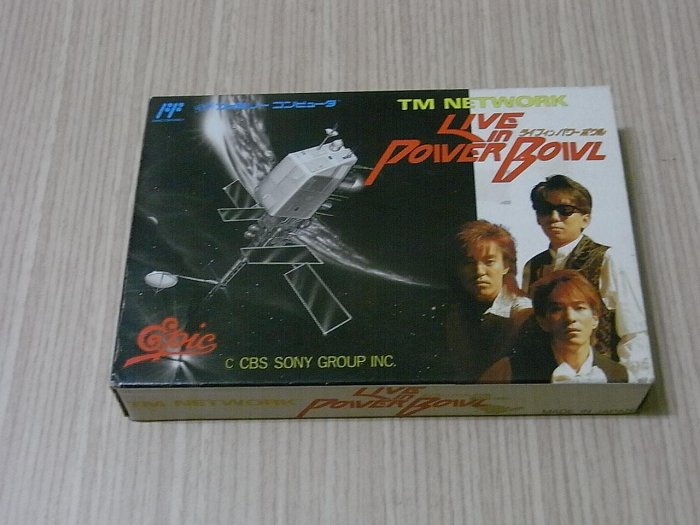 ファミリー コンピュータ
TM NETWORK
LIVE
in
ライブイン パワーボウル
POWER BOWL
Epic
C CBS SONY GROUP INC.
TM NETWORK
LIVE
in
POWER BOWL
MADE IN JAPAN